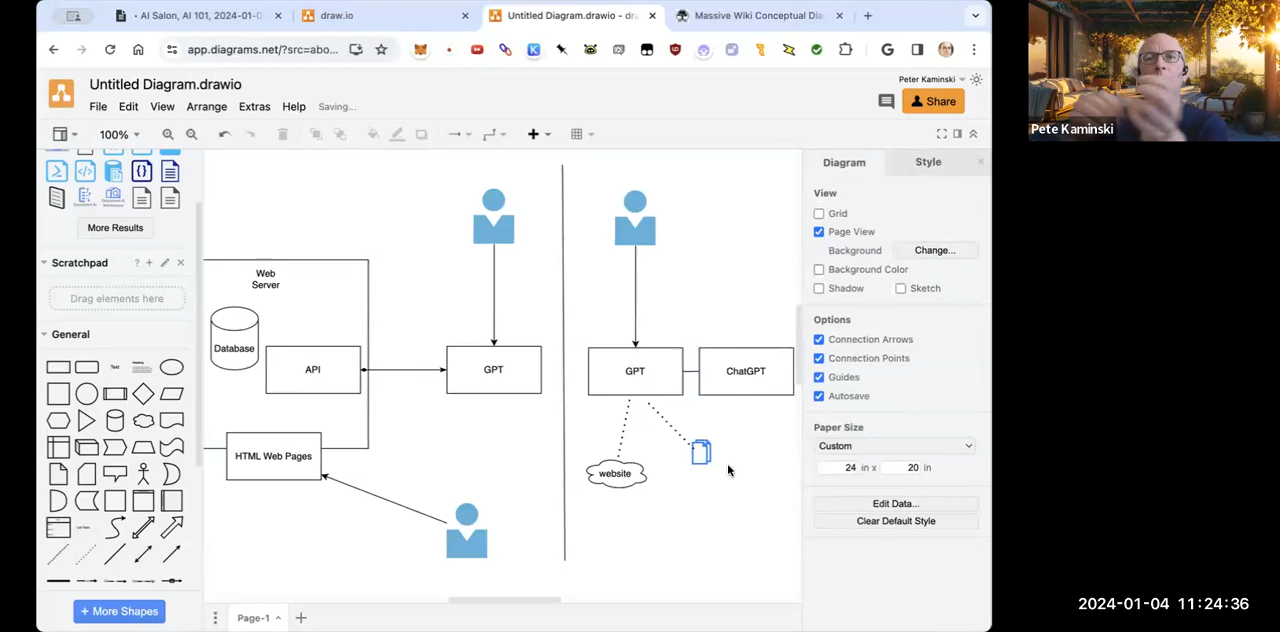 • AI Salon, AI 101, 2024-01-0
draw.io
Untitled Diagram.drawio - dra
Massive Wiki Conceptual Dia
app.diagrams.net/?src=abo...
Untitled Diagram.drawio
File Edit View Arrange Extras Help Saving...
Peter Kaminski
Share
100%
More Results
Scratchpad
Drag elements here
General
Text
Heading
More Shapes
Web
Server
Database
API
HTML Web Pages
GPT
GPT
ChatGPT
website
Page-1
Diagram
Style
View
Grid
Page View
Background
Change...
Background Color
Shadow
Sketch
Options
Connection Arrows
Connection Points
Guides
Autosave
Paper Size
Custom
24 in x 20 in
Edit Data...
Clear Default Style
Pete Kaminski
2024-01-04 11:24:36